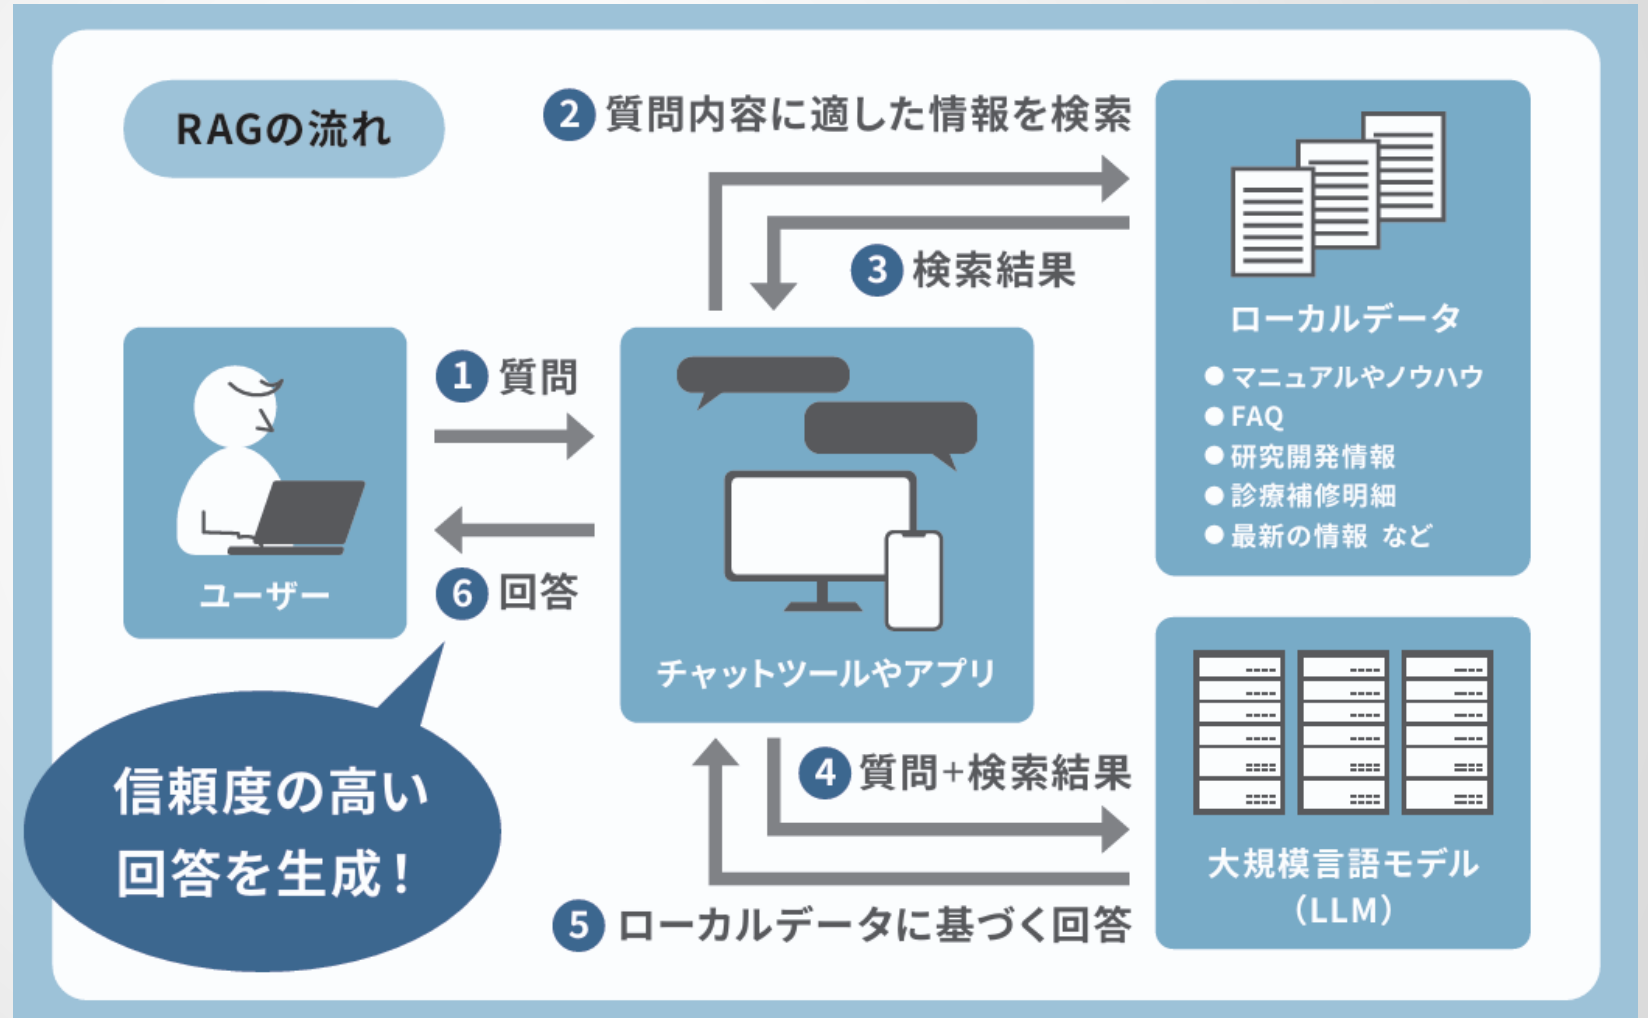 RAGの流れ
2 質問内容に適した情報を検索
3 検索結果
1 質問
6 回答
ユーザー
チャットツールやアプリ
ローカルデータ
● マニュアルやノウハウ
● FAQ
● 研究開発情報
● 診療補修明細
● 最新の情報 など
4 質問+検索結果
5 ローカルデータに基づく回答
大規模言語モデル
（LLM）
信頼度の高い
回答を生成！